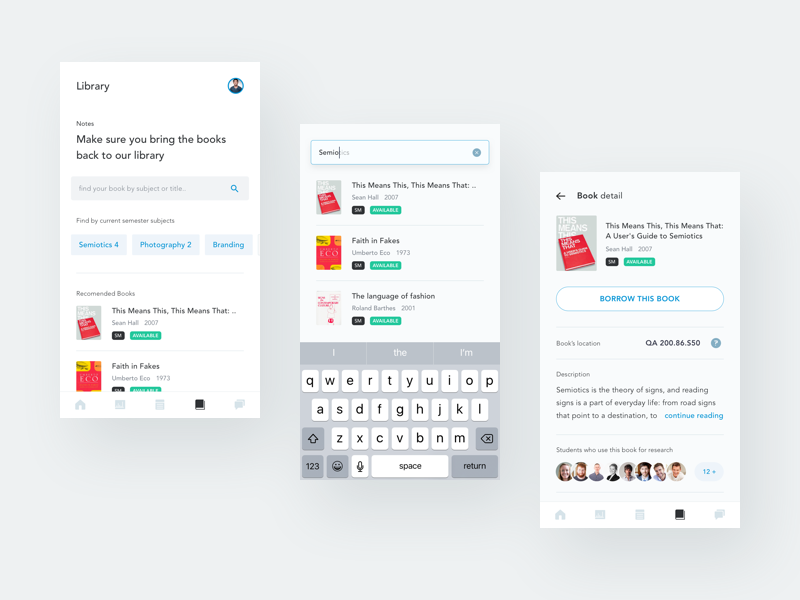 Library
Notes
Make sure you bring the books
back to our library
find your book by subject or title..
Find by current semester subjects
Semiotics 4
Photography 2
Branding
Recomended Books
This Means This, This Means That: ..
Sean Hall 2007
SM AVAILABLE
Faith in Fakes
Umberto Eco 1973
SM AVAILABLE
Semiotics
This Means This, This Means That: ..
Sean Hall 2007
SM AVAILABLE
Faith in Fakes
Umberto Eco 1973
SM AVAILABLE
The language of fashion
Roland Barthes 2001
SM AVAILABLE
I the I'm
q w e r t y u i o p
a s d f g h j k l
z x c v b n m
123 space return
Book detail
THIS
MEANS
THIS
This Means This, This Means That:
A User's Guide to Semiotics
Sean Hall 2007
SM AVAILABLE
BORROW THIS BOOK
Book's location QA 200.86.S50 ?
Description
Semiotics is the theory of signs, and reading
signs is a part of everyday life: from road signs
that point to a destination, to continue reading
Students who use this book for research
12 +